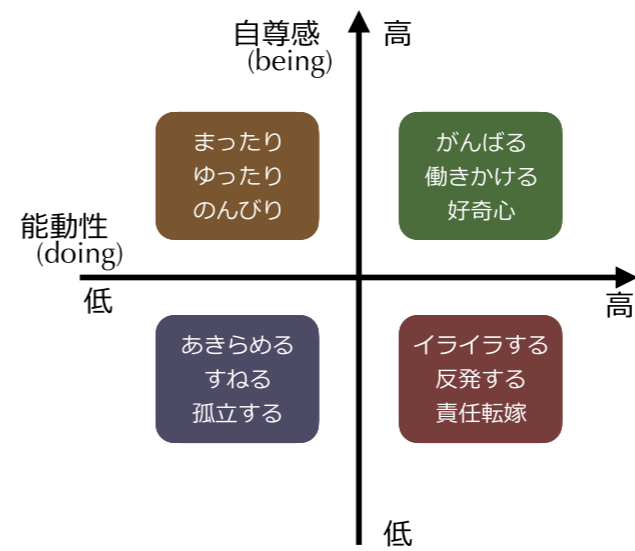 自尊感
(being)
高
まったり
ゆったり
のんびり
がんばる
働きかける
好奇心
能動性
(doing)
低
高
あきらめる
すねる
孤立する
イライラする
反発する
責任転嫁
低